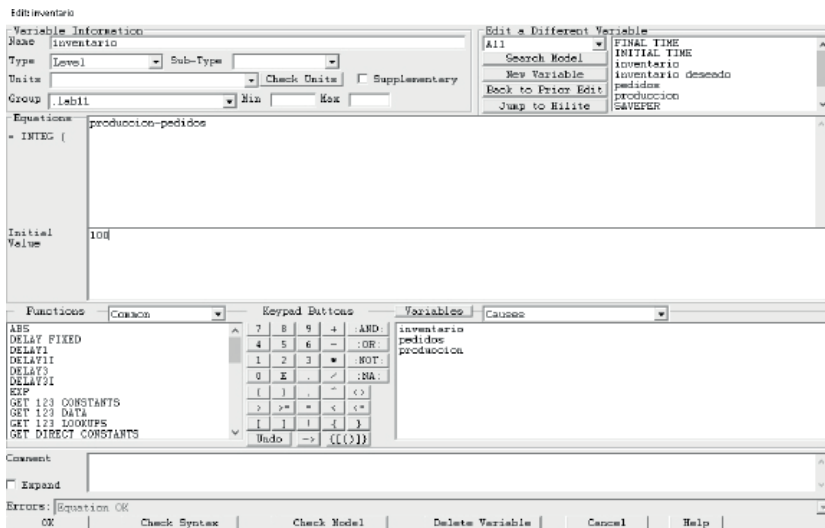 Edit: inventario
Variable Information
Edit a Different Variable
Name inventario
All
FINAL TIME
INITIAL TIME
inventario
inventario deseado
pedidos
produccion
SAVEPER
Type Level Sub-Type
Search Model
Units Check Units Supplementary
New Variable
Back to Prior Edit
Group .lab11 Min Max
Jump to Hilite
Equations
= INTEG (
produccion-pedidos
Initial
Value
100
Functions Common
ABS
DELAY FIXED
DELAY1
DELAY1I
DELAY3
DELAY3I
EXP
GET 123 CONSTANTS
GET 123 DATA
GET 123 LOOKUPS
GET DIRECT CONSTANTS
Keypad Buttons
7 8 9 + :AND:
4 5 6 - :OR:
1 2 3 * :NOT:
0 E . / :NA:
( ) , ^ <>
> >= = < <=
[ ] ! { }
Undo -> {[()]}
Variables Causes
inventario
pedidos
produccion
Comment
Expand
Errors: Equation OK
OK Check Syntax Check Model Delete Variable Cancel Help